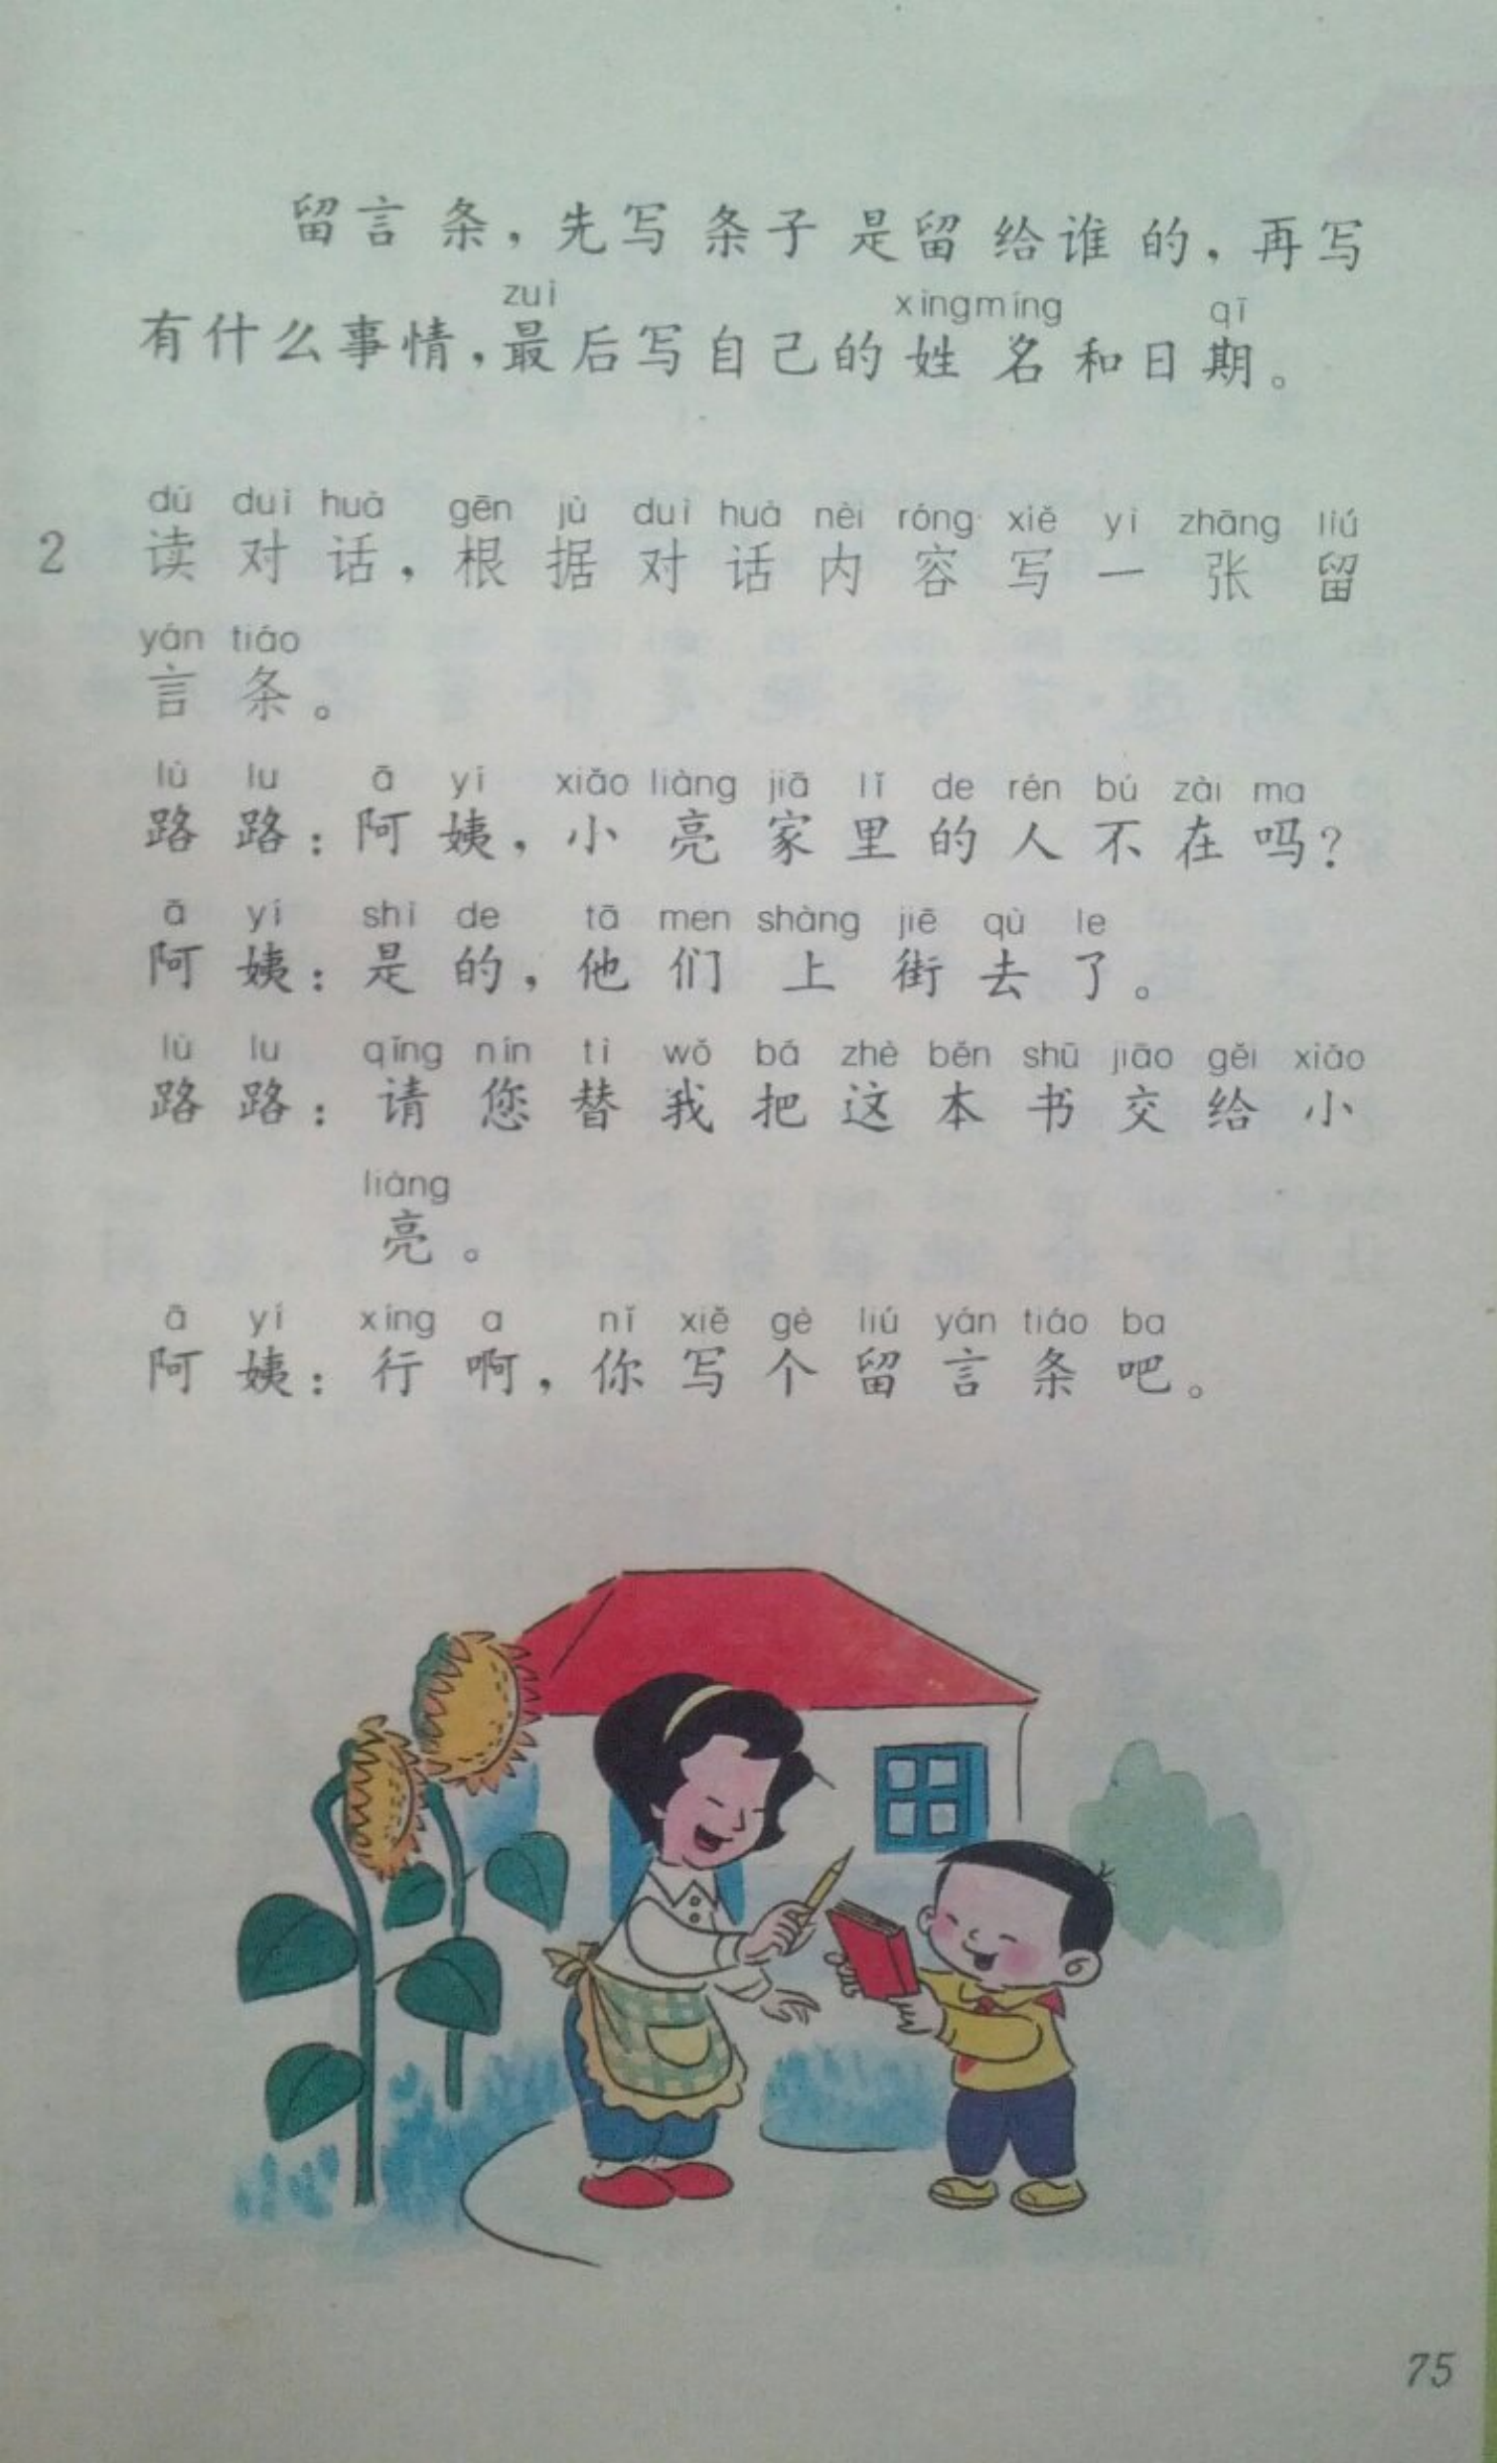 留言条，先写条子是留给谁的，再写
zuì xìngmíng qī
有什么事情，最后写自己的姓名和日期。
dú duì huà gēn jù duì huà nèi róng xiě yì zhāng liú
2 读对话，根据对话内容写一张留
yán tiáo
言条。
lù lu ā yí xiǎo liàng jiā lǐ de rén bú zài ma
路路：阿姨，小亮家里的人不在吗？
ā yí shì de tā men shàng jiē qù le
阿姨：是的，他们上街去了。
lù lu qǐng nín tì wǒ bǎ zhè běn shū jiāo gěi xiǎo
路路：请您替我把这本书交给小
liàng
亮。
ā yí xíng a nǐ xiě gè liú yán tiáo ba
阿姨：行啊，你写个留言条吧。
75